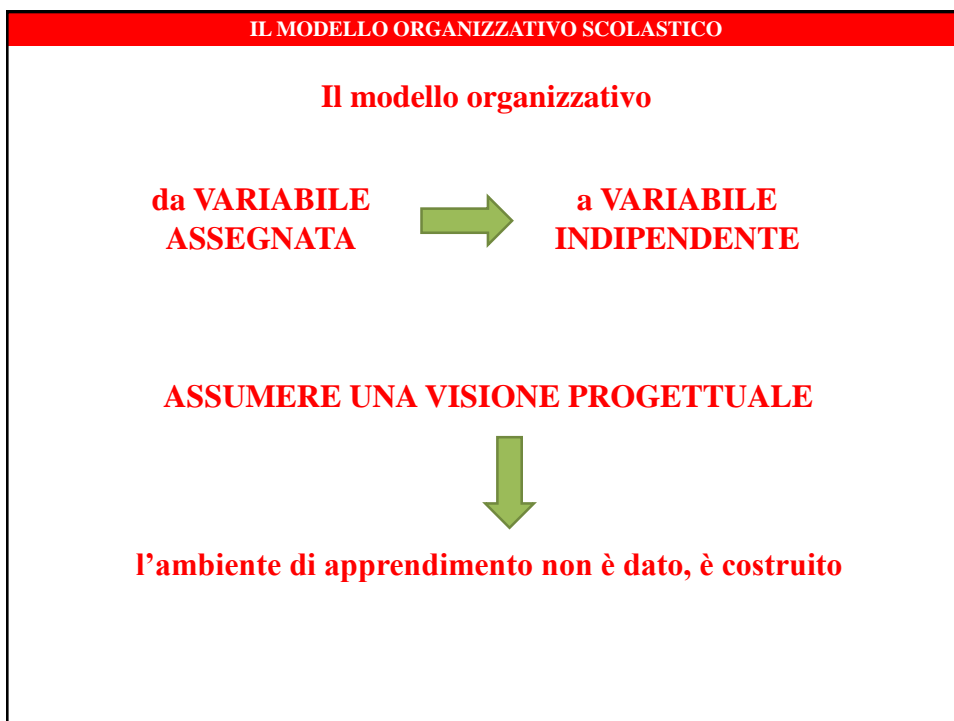 IL MODELLO ORGANIZZATIVO SCOLASTICO
Il modello organizzativo
da VARIABILE
ASSEGNATA
a VARIABILE
INDIPENDENTE
ASSUMERE UNA VISIONE PROGETTUALE
l’ambiente di apprendimento non è dato, è costruito